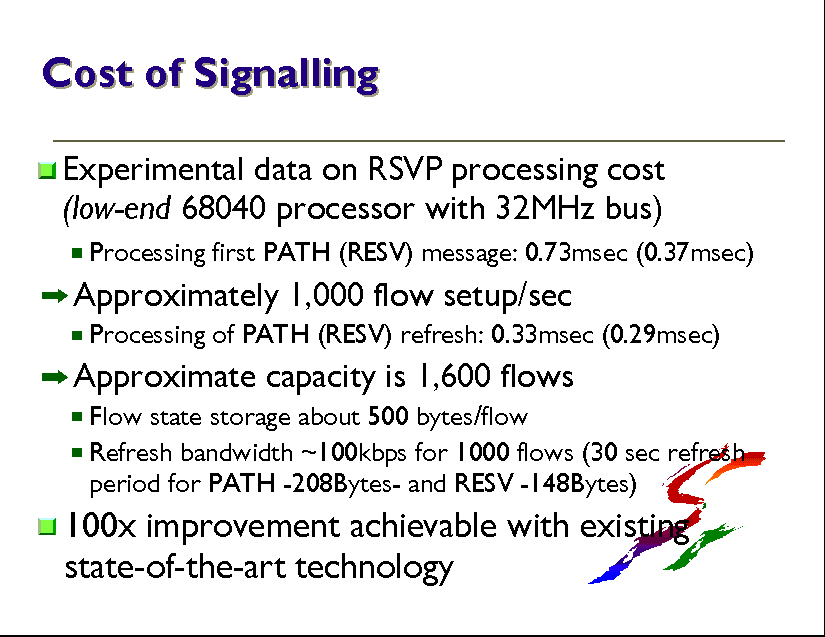 Cost of Signalling
Experimental data on RSVP processing cost
(low-end 68040 processor with 32MHz bus)
Processing first PATH (RESV) message: 0.73msec (0.37msec)
Approximately 1,000 flow setup/sec
Processing of PATH (RESV) refresh: 0.33msec (0.29msec)
Approximate capacity is 1,600 flows
Flow state storage about 500 bytes/flow
Refresh bandwidth ~100kbps for 1000 flows (30 sec refresh
period for PATH -208Bytes- and RESV -148Bytes)
100x improvement achievable with existing
state-of-the-art technology